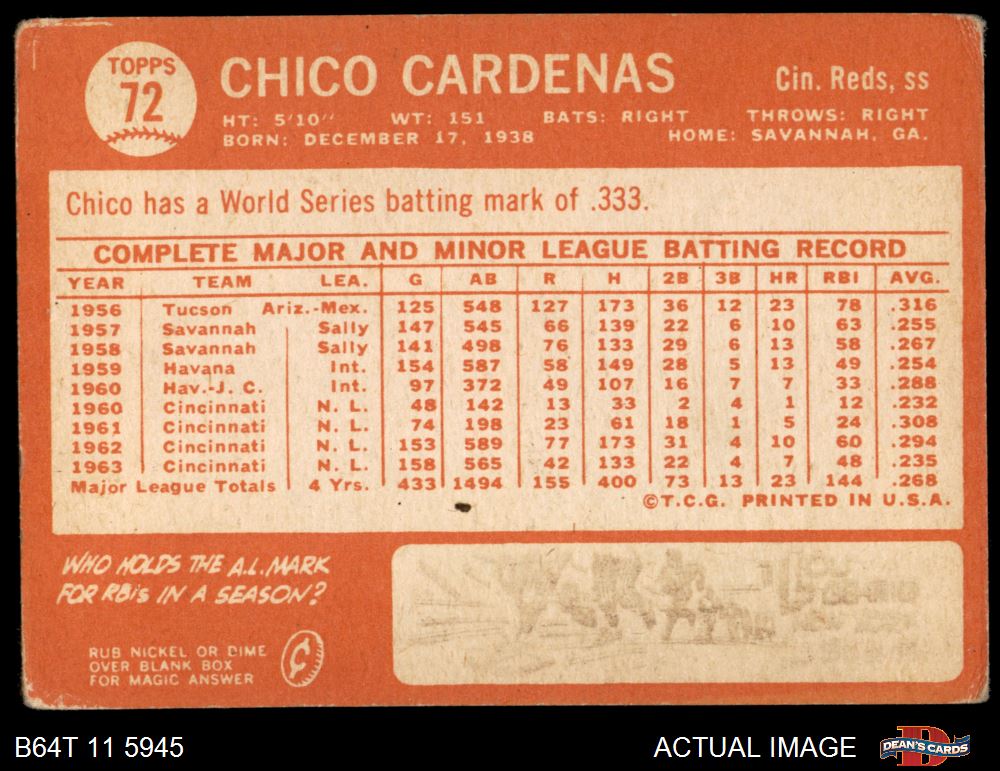 TOPPS
72
CHICO CARDENAS
Cin. Reds, ss
HT: 5'10" WT: 151 BATS: RIGHT THROWS: RIGHT
BORN: DECEMBER 17, 1938 HOME: SAVANNAH, GA.
Chico has a World Series batting mark of .333.
COMPLETE MAJOR AND MINOR LEAGUE BATTING RECORD
YEAR TEAM LEA. G AB R H 2B 3B HR RBI AVG.
1956 Tucson Ariz.-Mex. 125 548 127 173 36 12 23 78 .316
1957 Savannah Sally 147 545 66 139 22 6 10 63 .255
1958 Savannah Sally 141 498 76 133 29 6 13 58 .267
1959 Havana Int. 154 587 58 149 28 5 13 49 .254
1960 Hav.-J. C. Int. 97 372 49 107 16 7 7 33 .288
1960 Cincinnati N. L. 48 142 13 33 2 4 1 12 .232
1961 Cincinnati N. L. 74 198 23 61 18 1 5 24 .308
1962 Cincinnati N. L. 153 589 77 173 31 4 10 60 .294
1963 Cincinnati N. L. 158 565 42 133 22 4 7 48 .235
Major League Totals 4 Yrs. 433 1494 155 400 73 13 23 144 .268
©T.C.G. PRINTED IN U.S.A.
WHO HOLDS THE A.L. MARK
FOR RBIs IN A SEASON?
RUB NICKEL OR DIME
OVER BLANK BOX
FOR MAGIC ANSWER
¢
B64T 11 5945
ACTUAL IMAGE
DEAN'S CARDS